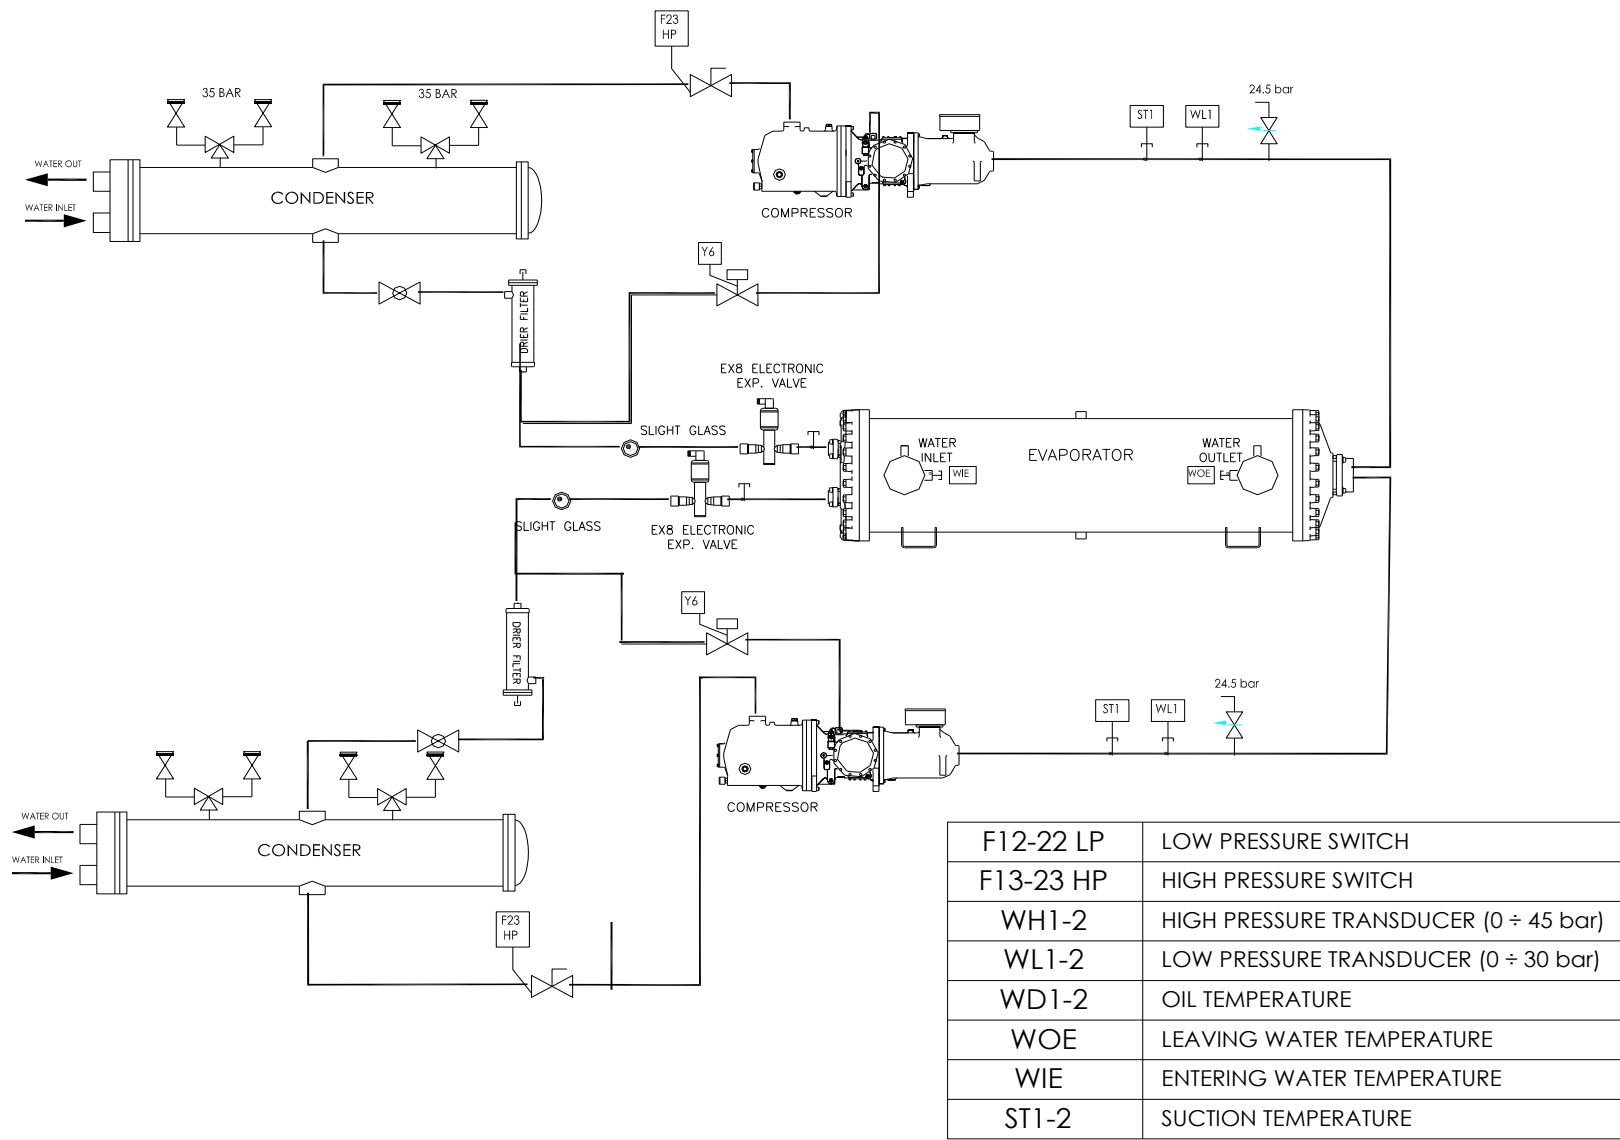 F23
HP
35 BAR
35 BAR
24.5 bar
ST1
WL1
WATER OUT
WATER INLET
CONDENSER
COMPRESSOR
Y6
DRIER FILTER
EX8 ELECTRONIC
EXP. VALVE
SLIGHT GLASS
WATER
INLET
WIE
EVAPORATOR
WATER
OUTLET
WOE
SLIGHT GLASS
EX8 ELECTRONIC
EXP. VALVE
Y6
DRIER FILTER
24.5 bar
ST1
WL1
COMPRESSOR
WATER OUT
WATER INLET
CONDENSER
F23
HP
F12-22 LP LOW PRESSURE SWITCH
F13-23 HP HIGH PRESSURE SWITCH
WH1-2 HIGH PRESSURE TRANSDUCER (0 ÷ 45 bar)
WL1-2 LOW PRESSURE TRANSDUCER (0 ÷ 30 bar)
WD1-2 OIL TEMPERATURE
WOE LEAVING WATER TEMPERATURE
WIE ENTERING WATER TEMPERATURE
ST1-2 SUCTION TEMPERATURE